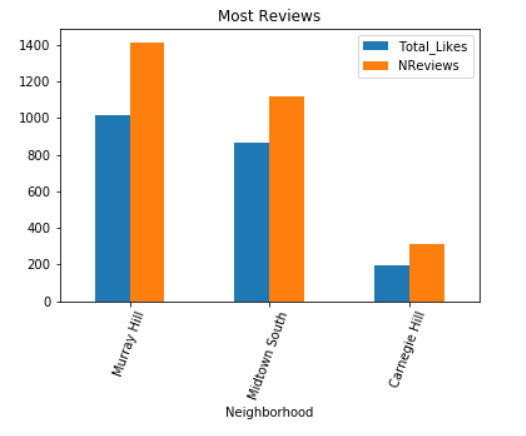 Most Reviews
Total_Likes
NReviews
1400
1200
1000
800
600
400
200
0
Murray Hill
Midtown South
Carnegie Hill
Neighborhood